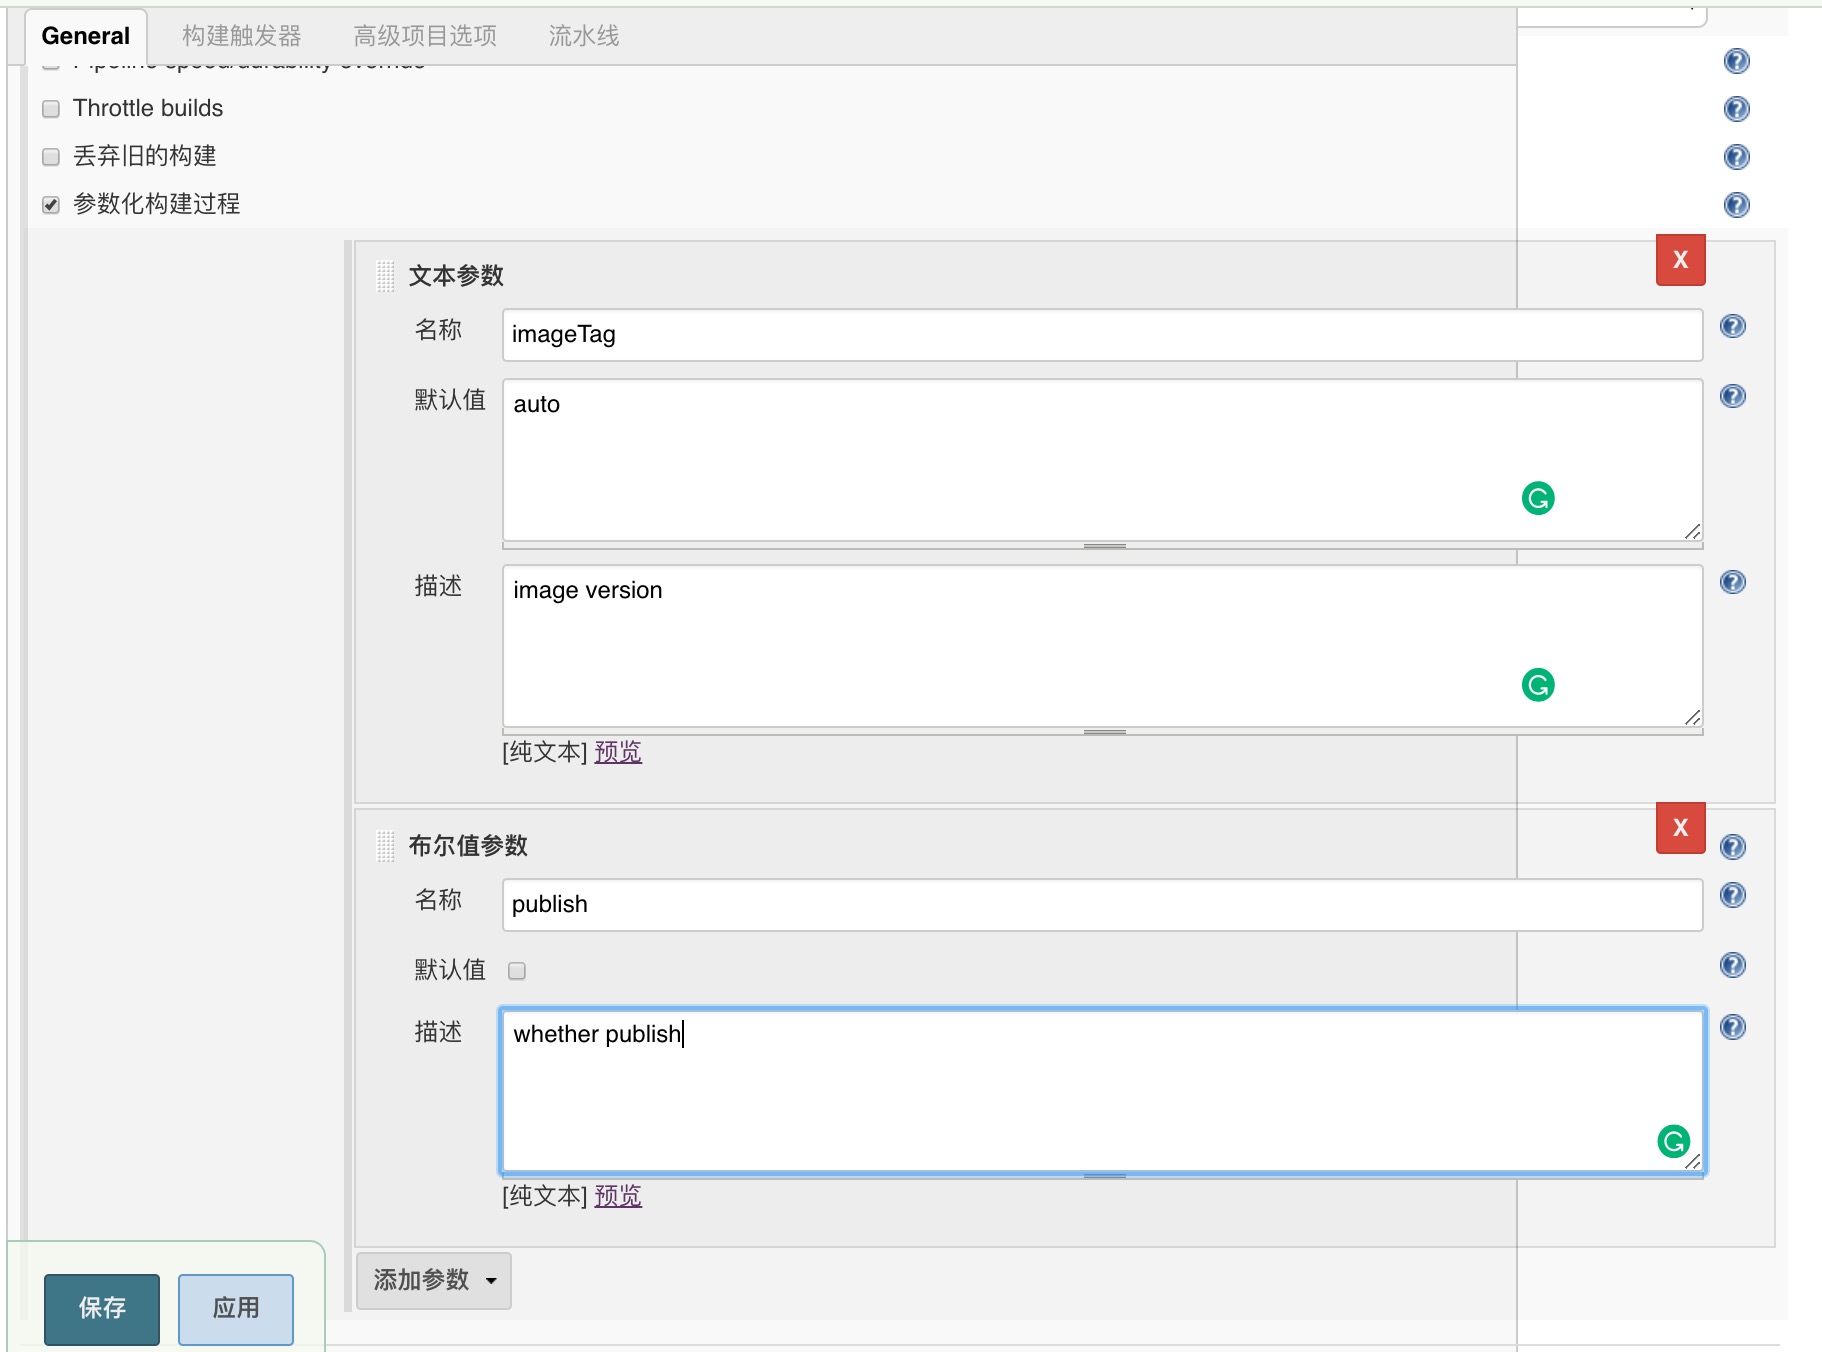 General 构建触发器 高级项目选项 流水线
Pipeline speed/durability override
Throttle builds
丢弃旧的构建
参数化构建过程
X
文本参数
名称 imageTag
默认值 auto
描述 image version
[纯文本] 预览
X
布尔值参数
名称 publish
默认值
描述 whether publish
[纯文本] 预览
添加参数
保存 应用